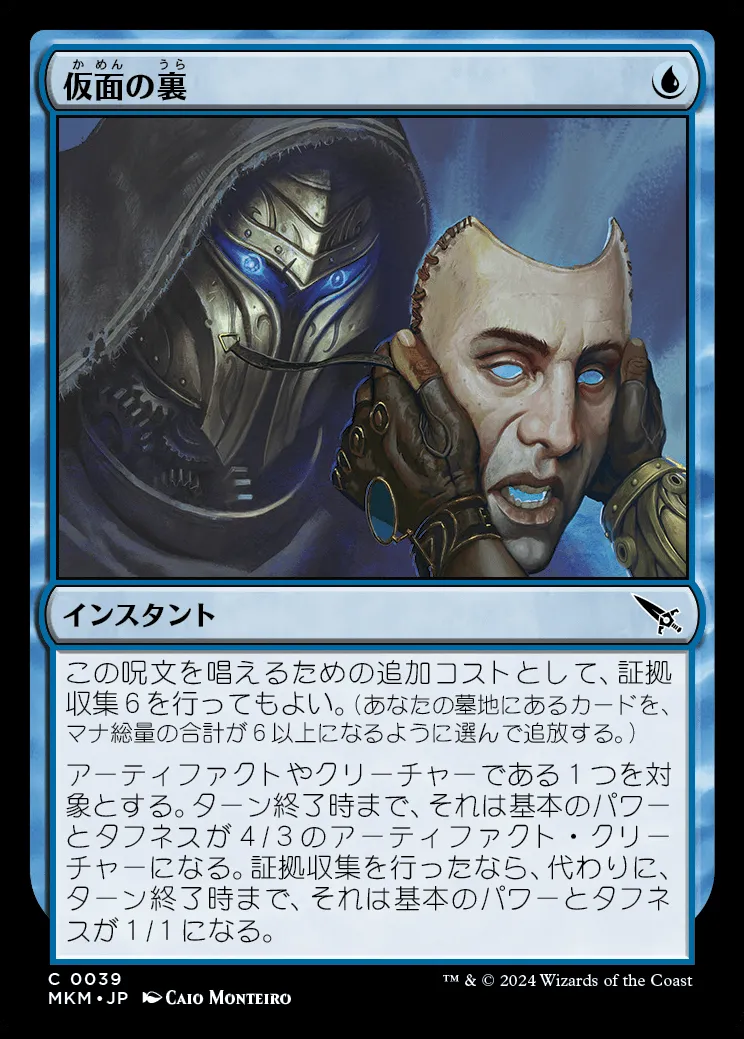 かめん うら
仮面の裏
インスタント
この呪文を唱えるための追加コストとして、証拠
収集6を行ってもよい。(あなたの墓地にあるカードを、
マナ総量の合計が6以上になるように選んで追放する。)
アーティファクトやクリーチャーである1つを対
象とする。ターン終了時まで、それは基本のパワー
とタフネスが4/3のアーティファクト・クリー
チャーになる。証拠収集を行ったなら、代わりに、
ターン終了時まで、それは基本のパワーとタフネ
スが1/1になる。
C 0039
MKM • JP Caio Monteiro
™ & © 2024 Wizards of the Coast